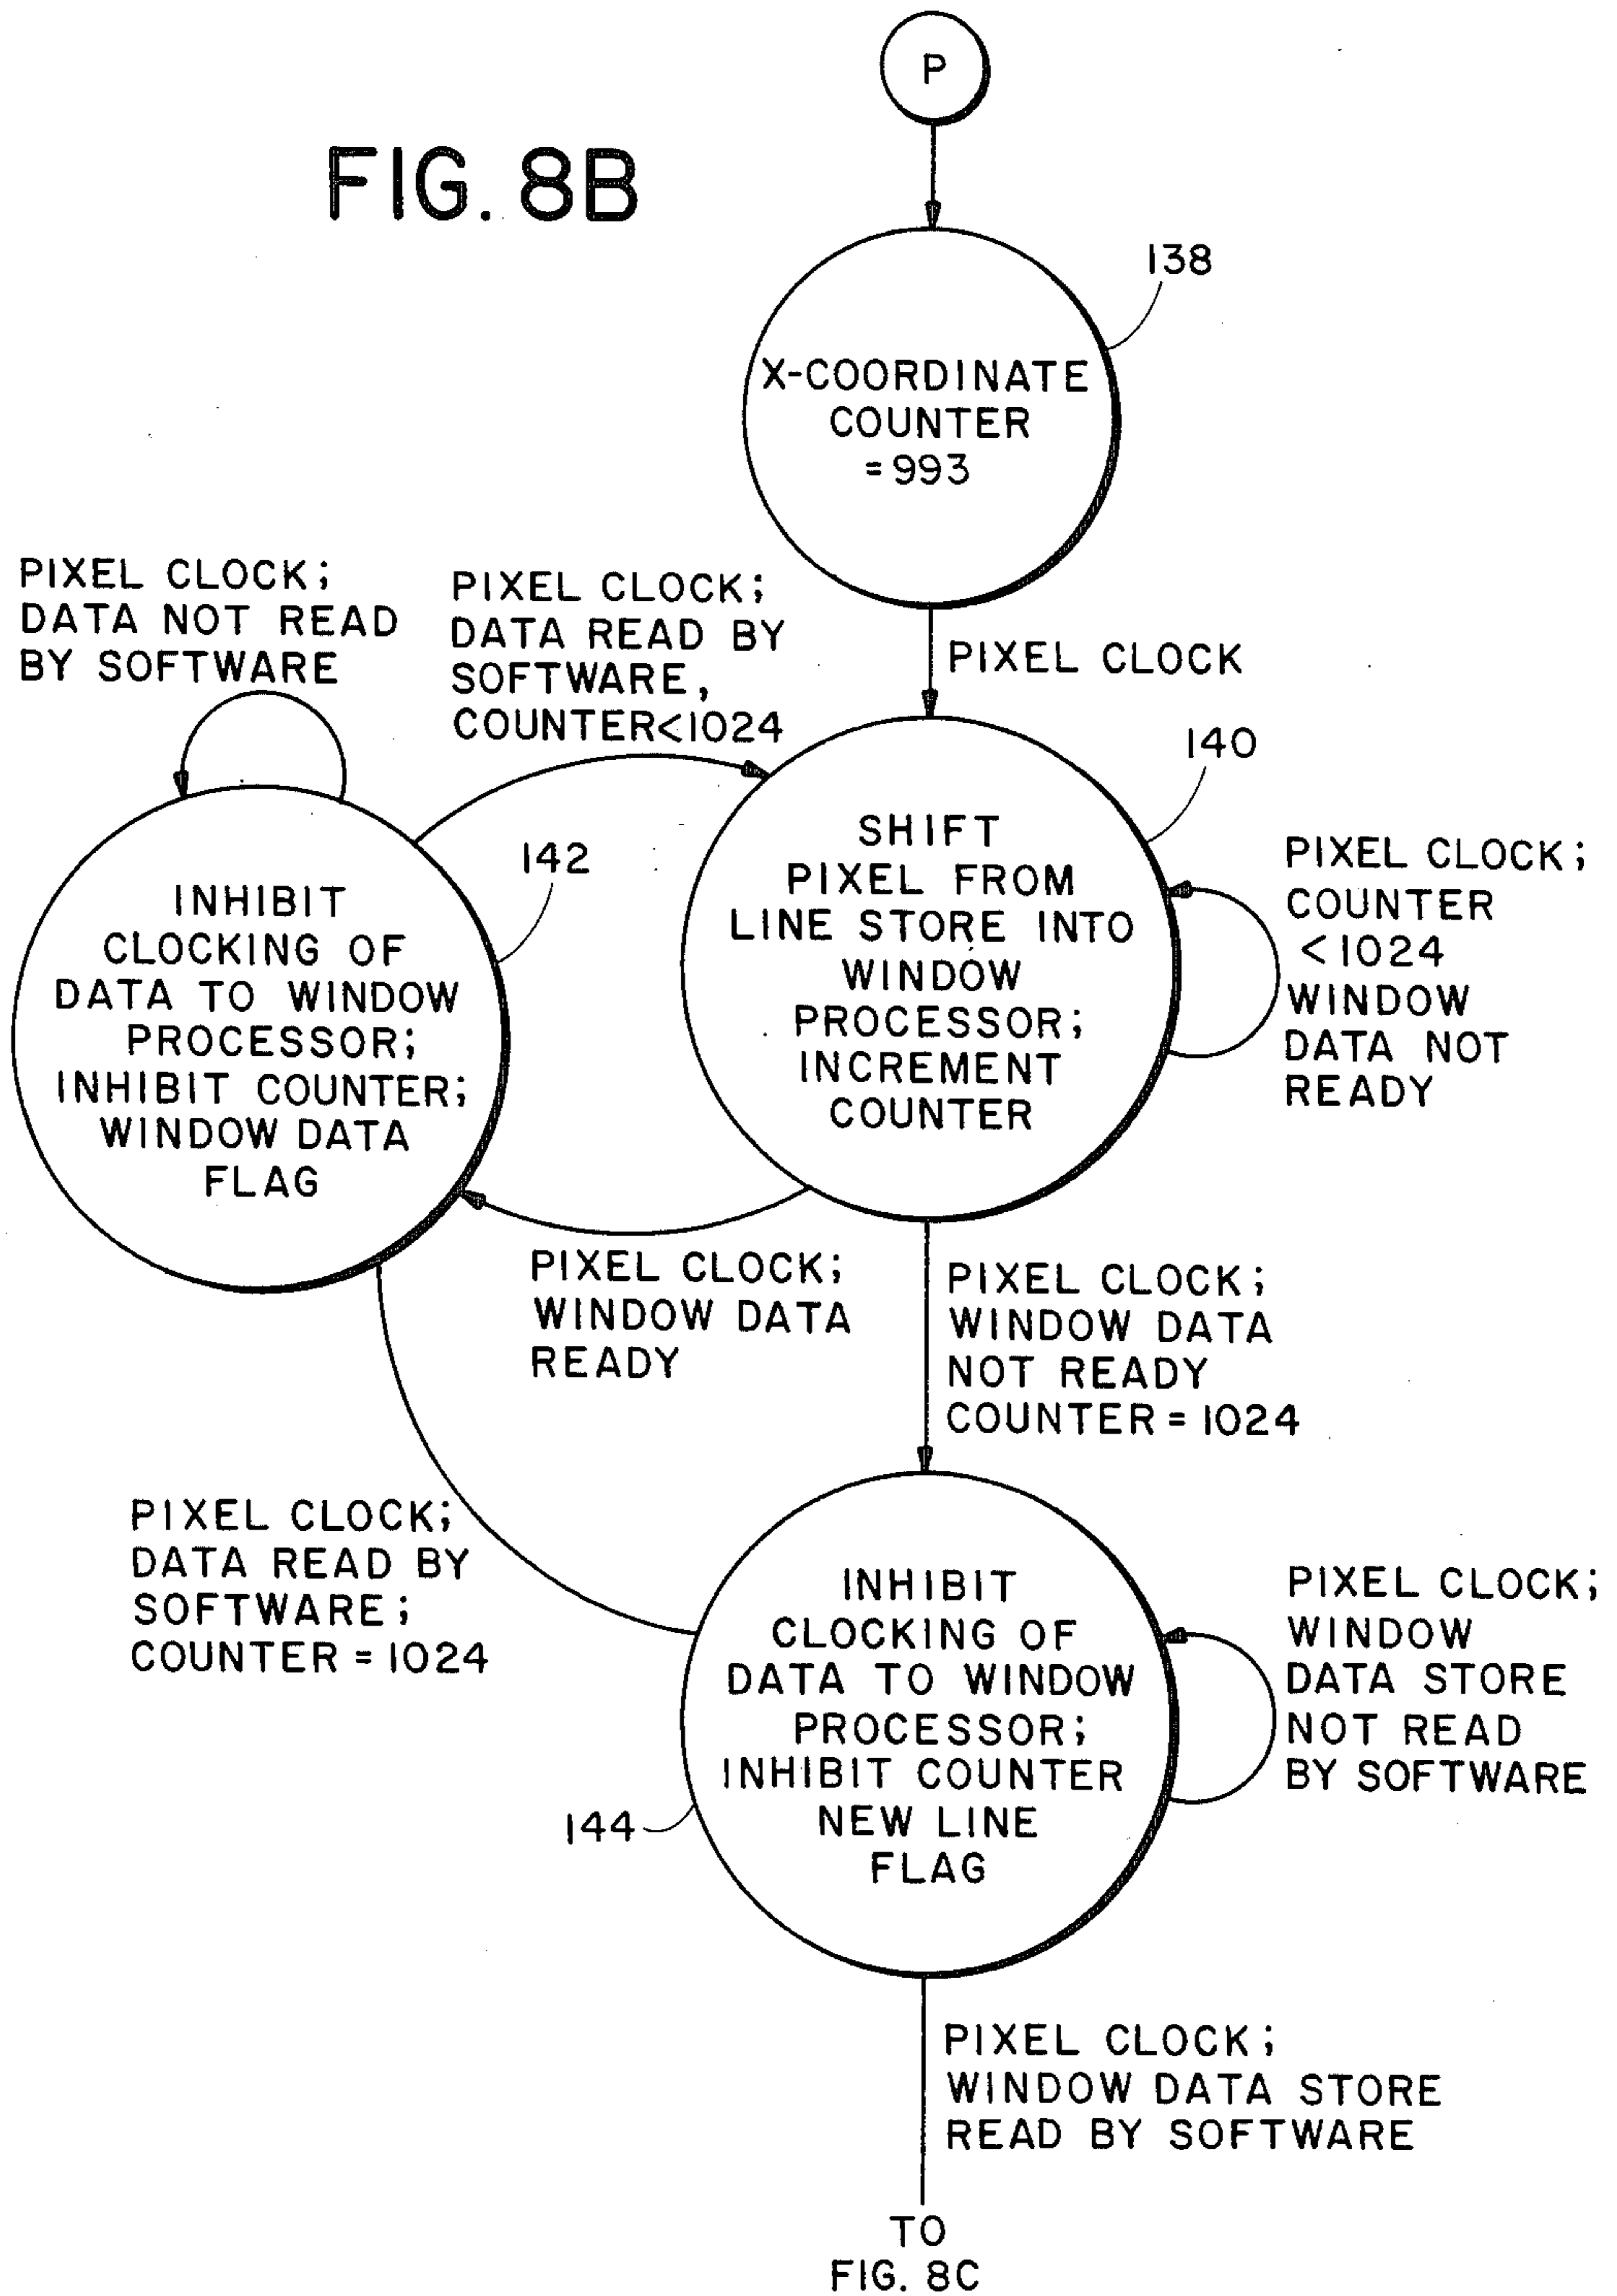 P
FIG. 8B
138
X-COORDINATE
COUNTER
=993
PIXEL CLOCK;
DATA NOT READ
BY SOFTWARE
PIXEL CLOCK;
DATA READ BY
SOFTWARE,
COUNTER<1024
PIXEL CLOCK
140
SHIFT
PIXEL FROM
LINE STORE INTO
WINDOW
PROCESSOR;
INCREMENT
COUNTER
PIXEL CLOCK;
COUNTER
<1024
WINDOW
DATA NOT
READY
142
INHIBIT
CLOCKING OF
DATA TO WINDOW
PROCESSOR;
INHIBIT COUNTER;
WINDOW DATA
FLAG
PIXEL CLOCK;
WINDOW DATA
READY
PIXEL CLOCK;
WINDOW DATA
NOT READY
COUNTER = 1024
PIXEL CLOCK;
DATA READ BY
SOFTWARE;
COUNTER = 1024
INHIBIT
CLOCKING OF
DATA TO WINDOW
PROCESSOR;
INHIBIT COUNTER
NEW LINE
FLAG
144
PIXEL CLOCK;
WINDOW
DATA STORE
NOT READ
BY SOFTWARE
PIXEL CLOCK;
WINDOW DATA STORE
READ BY SOFTWARE
TO
FIG. 8C